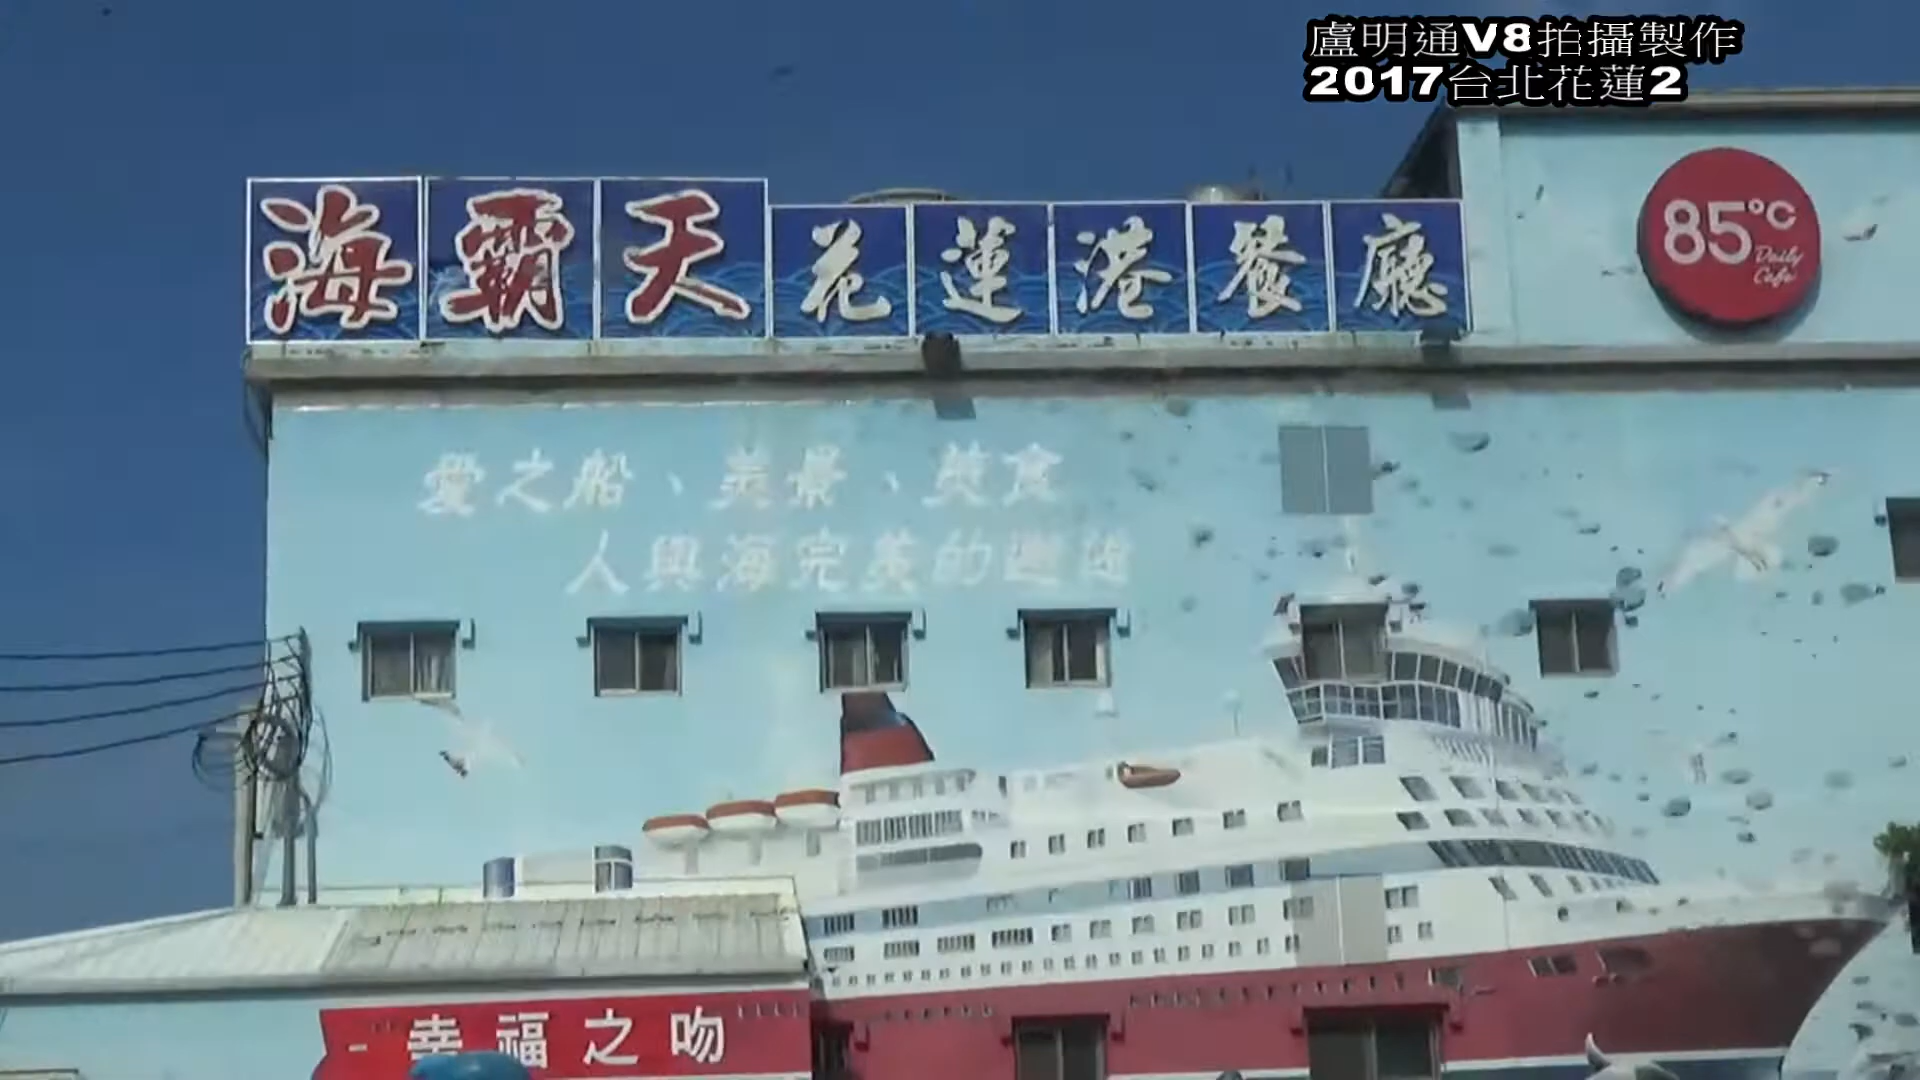 盧明通V8拍攝製作
2017台北花蓮2
海霸天花蓮港餐廳
85°C
Daily
Cafe
愛之船、美景、美食
人與海完美的邂逅
幸福之吻